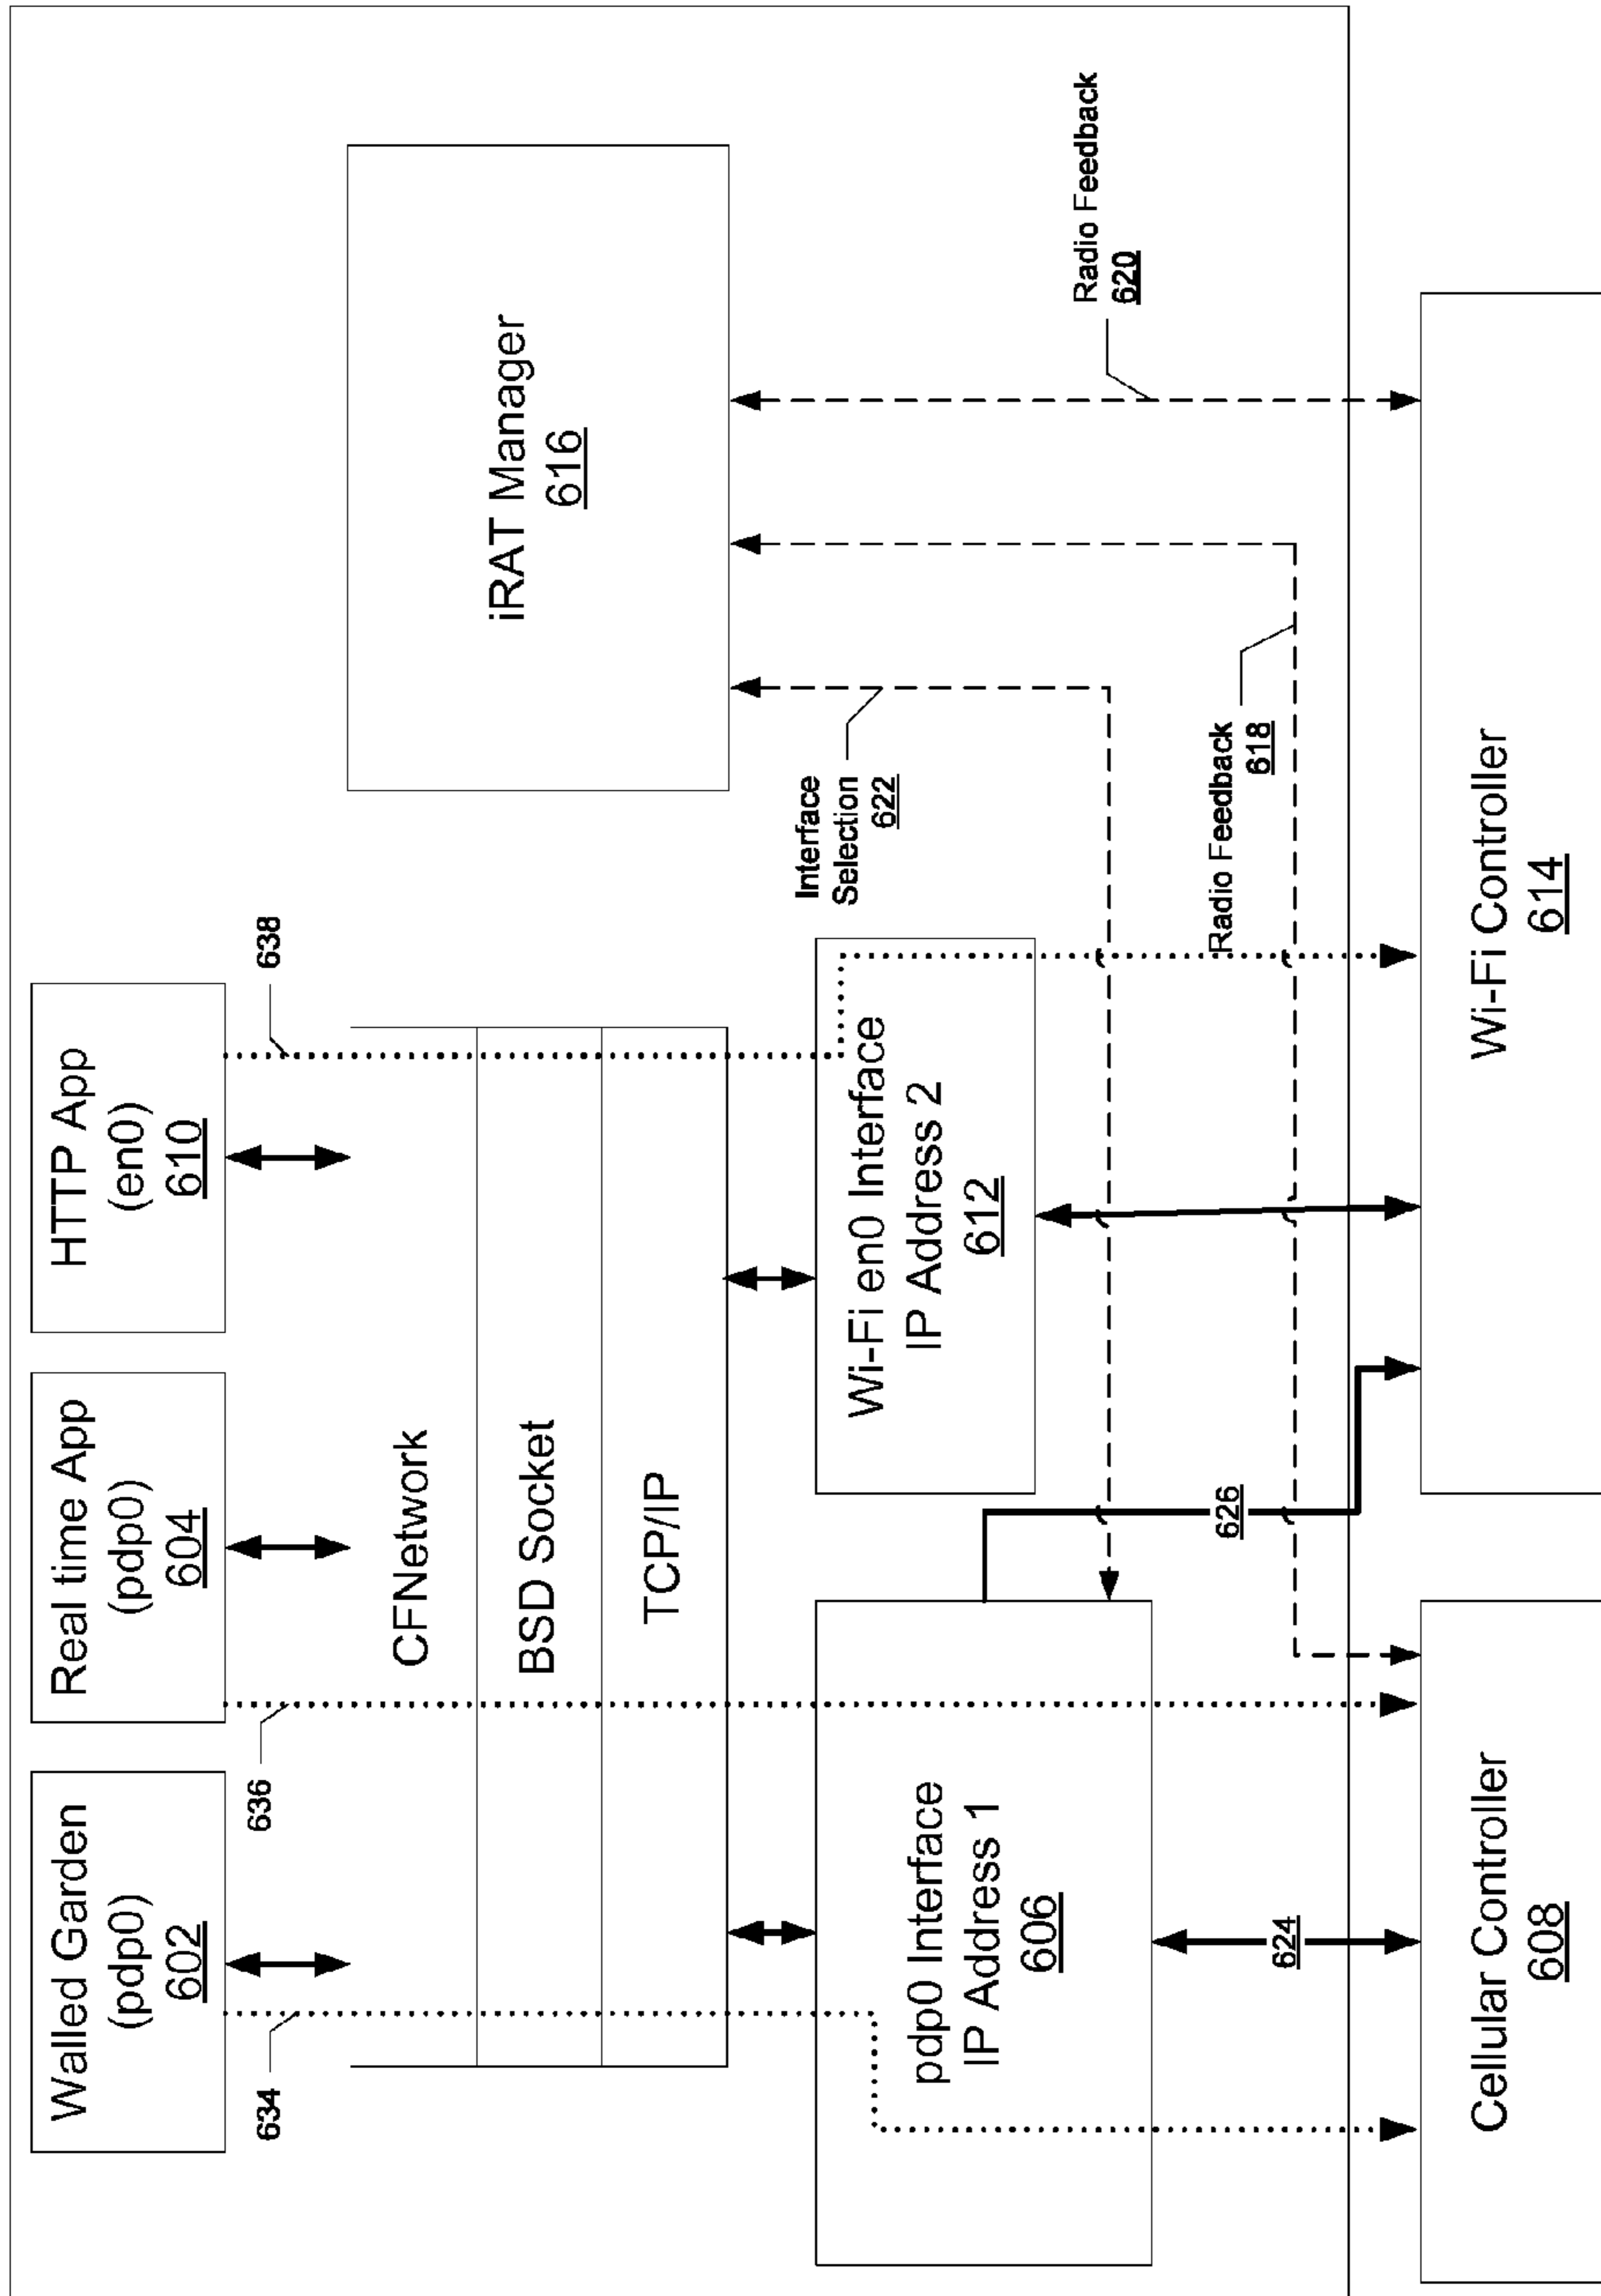 Walled Garden
(pdp0)
602
Real time App
(pdp0)
604
HTTP App
(en0)
610
634
636
638
CFNetwork
BSD Socket
TCP/IP
iRAT Manager
616
pdp0 Interface
IP Address 1
606
Wi-Fi en0 Interface
IP Address 2
612
Interface
Selection
622
Radio Feedback
618
Radio Feedback
620
624
626
Cellular Controller
608
Wi-Fi Controller
614